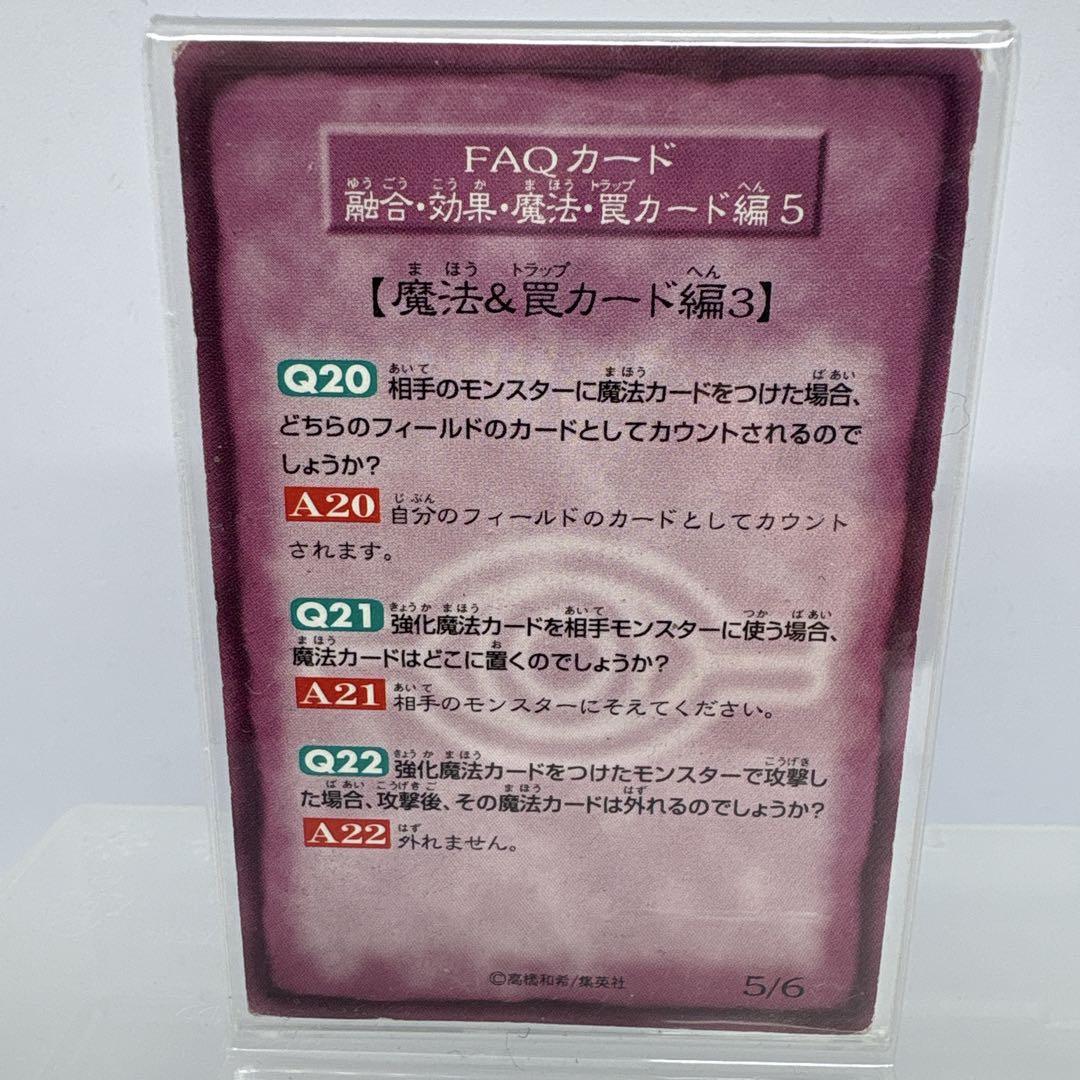 FAQカード
融合・効果・魔法・罠カード編5
【魔法&罠カード編3】
Q20 相手のモンスターに魔法カードをつけた場合、
どちらのフィールドのカードとしてカウントされるので
しょうか?
A20 自分のフィールドのカードとしてカウント
されます。
Q21 強化魔法カードを相手モンスターに使う場合、
魔法カードはどこに置くのでしょうか?
A21 相手のモンスターにそえてください。
Q22 強化魔法カードをつけたモンスターで攻撃し
た場合、攻撃後、その魔法カードは外れるのでしょうか?
A22 外れません。
©高橋和希/集英社
5/6